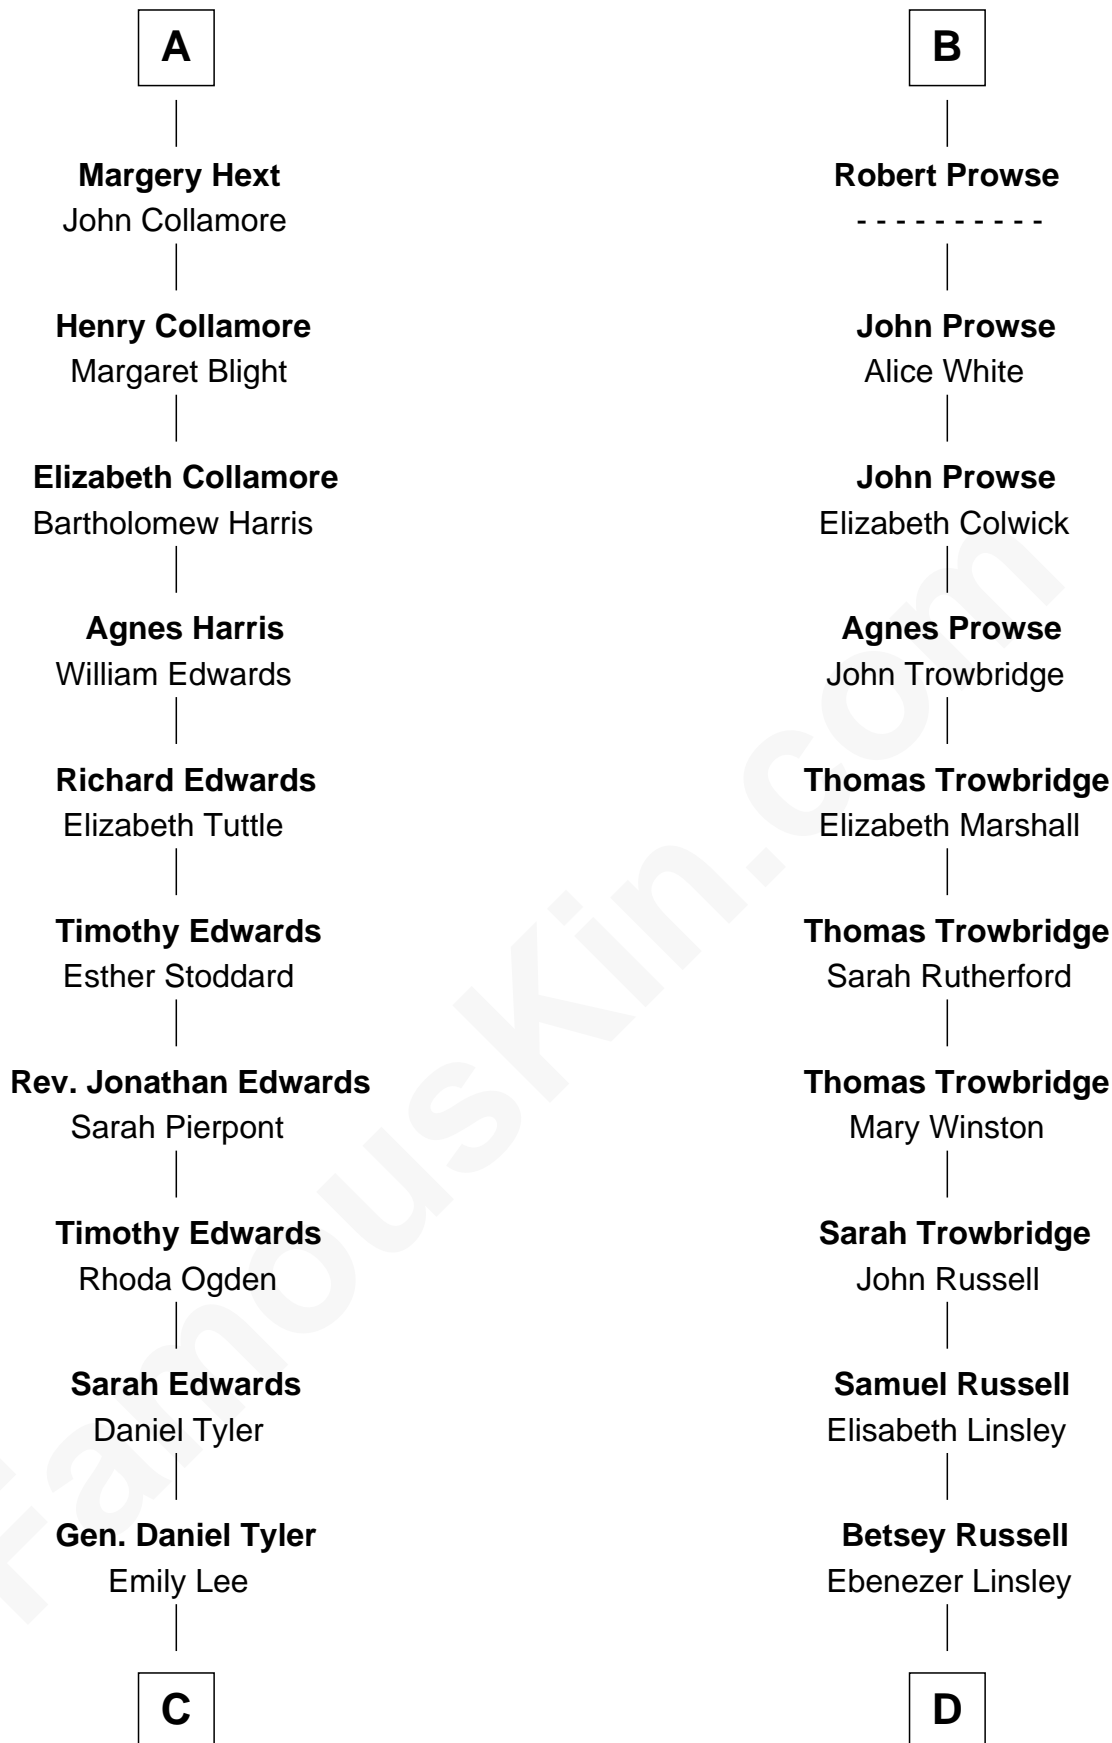 A
Margery Hext
John Collamore
Henry Collamore
Margaret Blight
Elizabeth Collamore
Bartholomew Harris
Agnes Harris
William Edwards
Richard Edwards
Elizabeth Tuttle
Timothy Edwards
Esther Stoddard
Rev. Jonathan Edwards
Sarah Pierpont
Timothy Edwards
Rhoda Ogden
Sarah Edwards
Daniel Tyler
Gen. Daniel Tyler
Emily Lee
C
B
Robert Prowse
- - - - - - - - - -
John Prowse
Alice White
John Prowse
Elizabeth Colwick
Agnes Prowse
John Trowbridge
Thomas Trowbridge
Elizabeth Marshall
Thomas Trowbridge
Sarah Rutherford
Thomas Trowbridge
Mary Winston
Sarah Trowbridge
John Russell
Samuel Russell
Elisabeth Linsley
Betsey Russell
Ebenezer Linsley
D
FamousKin.com